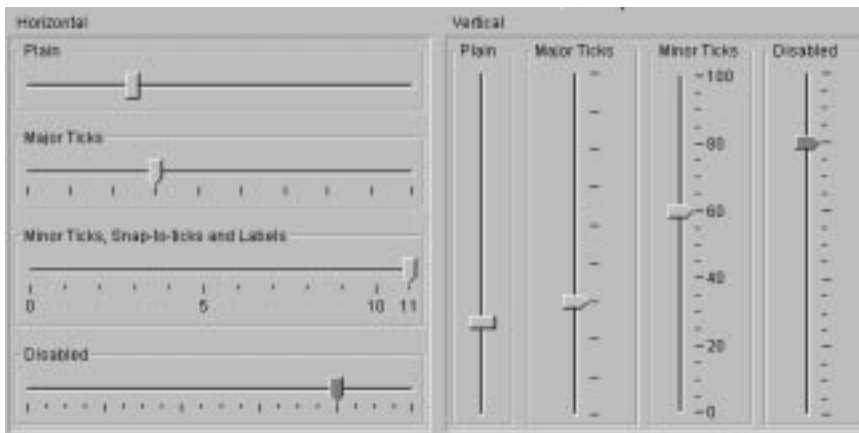 Horizontal
Plain
Major Ticks
Minor Ticks, Snap-to-ticks and Labels
0 5 10 11
Disabled
Vertical
Plain
Major Ticks
Minor Ticks
100
80
60
40
20
0
Disabled